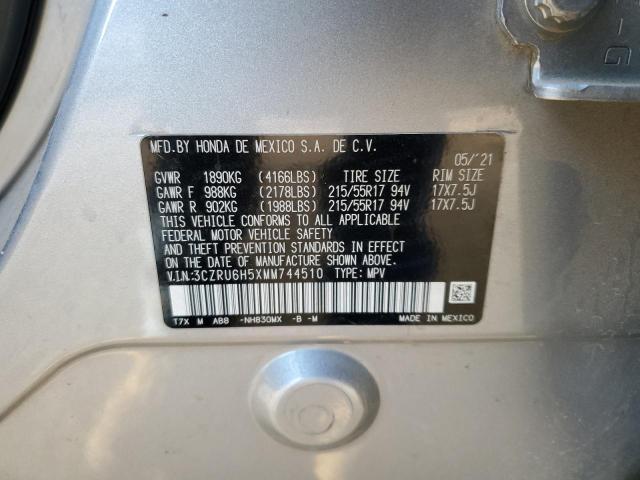 G
MFD.BY HONDA DE MEXICO S.A. DE C.V.
05/'21
GVWR 1890KG (4166LBS) TIRE SIZE RIM SIZE
GAWR F 988KG (2178LBS) 215/55R17 94V 17X7.5J
GAWR R 902KG (1988LBS) 215/55R17 94V 17X7.5J
THIS VEHICLE CONFORMS TO ALL APPLICABLE
FEDERAL MOTOR VEHICLE SAFETY
AND THEFT PREVENTION STANDARDS IN EFFECT
ON THE DATE OF MANUFACTURE SHOWN ABOVE.
V.I.N:3CZRU6H5XMM744510 TYPE: MPV
T7X M AB8 -NH830MX -B -M MADE IN MEXICO